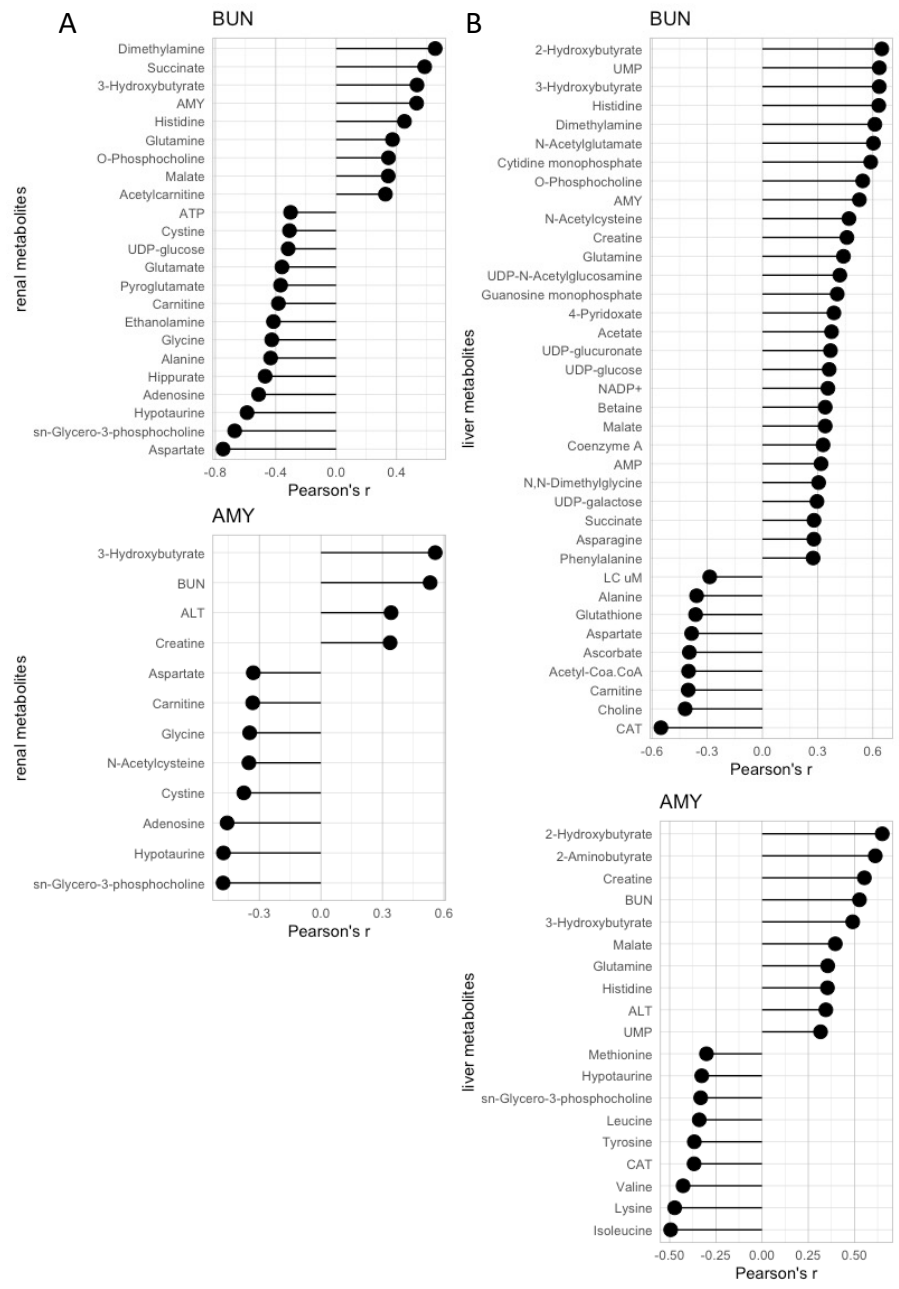 A
BUN
renal metabolites
Dimethylamine
Succinate
3-Hydroxybutyrate
AMY
Histidine
Glutamine
O-Phosphocholine
Malate
Acetylcarnitine
ATP
Cystine
UDP-glucose
Glutamate
Pyroglutamate
Carnitine
Ethanolamine
Glycine
Alanine
Hippurate
Adenosine
Hypotaurine
sn-Glycero-3-phosphocholine
Aspartate
-0.8 -0.4 0.0 0.4
Pearson's r
AMY
renal metabolites
3-Hydroxybutyrate
BUN
ALT
Creatine
Aspartate
Carnitine
Glycine
N-Acetylcysteine
Cystine
Adenosine
Hypotaurine
sn-Glycero-3-phosphocholine
-0.3 0.0 0.3 0.6
Pearson's r
B
BUN
liver metabolites
2-Hydroxybutyrate
UMP
3-Hydroxybutyrate
Histidine
Dimethylamine
N-Acetylglutamate
Cytidine monophosphate
O-Phosphocholine
AMY
N-Acetylcysteine
Creatine
Glutamine
UDP-N-Acetylglucosamine
Guanosine monophosphate
4-Pyridoxate
Acetate
UDP-glucuronate
UDP-glucose
NADP+
Betaine
Malate
Coenzyme A
AMP
N,N-Dimethylglycine
UDP-galactose
Succinate
Asparagine
Phenylalanine
LC uM
Alanine
Glutathione
Aspartate
Ascorbate
Acetyl-Coa.CoA
Carnitine
Choline
CAT
-0.6 -0.3 0.0 0.3 0.6
Pearson's r
AMY
liver metabolites
2-Hydroxybutyrate
2-Aminobutyrate
Creatine
BUN
3-Hydroxybutyrate
Malate
Glutamine
Histidine
ALT
UMP
Methionine
Hypotaurine
sn-Glycero-3-phosphocholine
Leucine
Tyrosine
CAT
Valine
Lysine
Isoleucine
-0.50 -0.25 0.00 0.25 0.50
Pearson's r